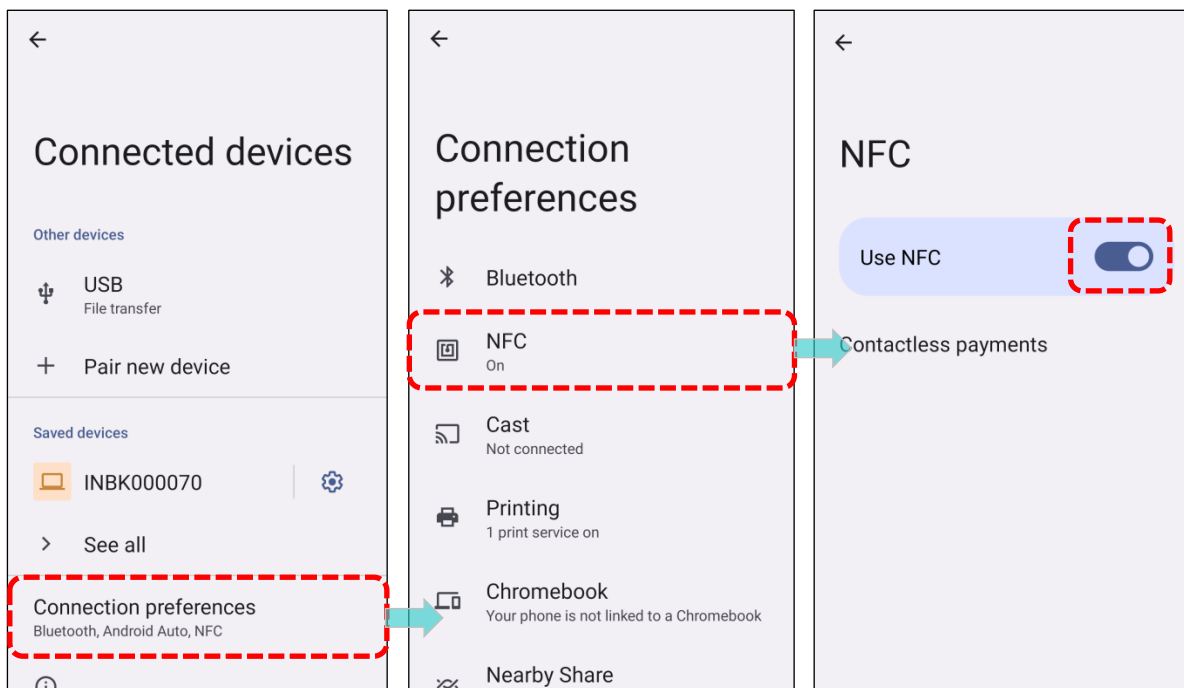 Connected devices
Other devices
USB
File transfer
Pair new device
Saved devices
INBK000070
See all
Connection preferences
Bluetooth, Android Auto, NFC
Connection
preferences
Bluetooth
NFC
On
Cast
Not connected
Printing
1 print service on
Chromebook
Your phone is not linked to a Chromebook
Nearby Share
NFC
Use NFC
Contactless payments